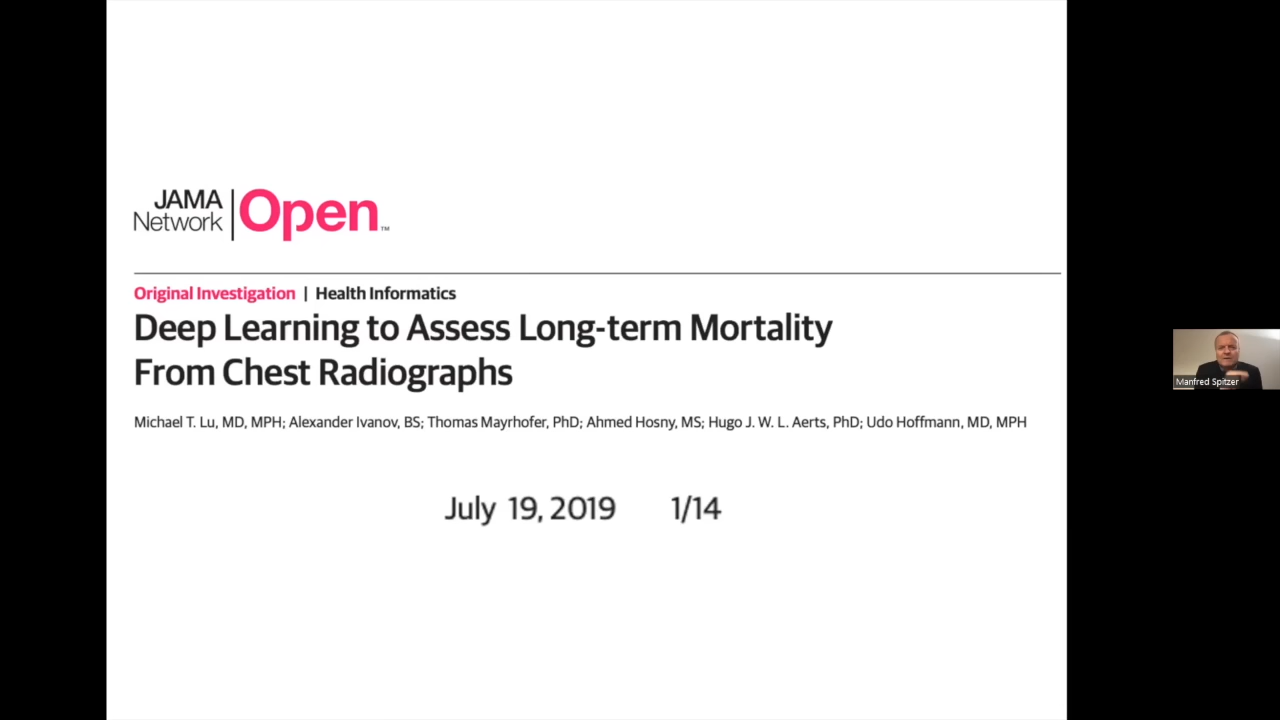 JAMA
Network
Open™
Original Investigation | Health Informatics
Deep Learning to Assess Long-term Mortality
From Chest Radiographs
Michael T. Lu, MD, MPH; Alexander Ivanov, BS; Thomas Mayrhofer, PhD; Ahmed Hosny, MS; Hugo J. W. L. Aerts, PhD; Udo Hoffmann, MD, MPH
July 19, 2019 1/14
Manfred Spitzer